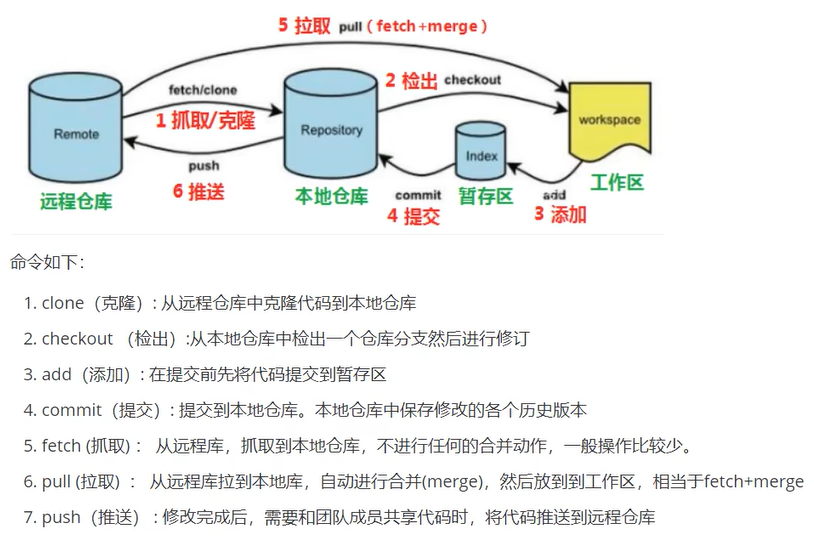 5 拉取 pull（fetch+merge）
fetch/clone
2 检出 checkout
1 抓取/克隆
Remote
Repository
workspace
Index
push
6 推送
远程仓库
本地仓库
commit
4 提交
暂存区
add
3 添加
工作区
命令如下：
1. clone（克隆）: 从远程仓库中克隆代码到本地仓库
2. checkout （检出）:从本地仓库中检出一个仓库分支然后进行修订
3. add（添加）: 在提交前先将代码提交到暂存区
4. commit（提交）: 提交到本地仓库。本地仓库中保存修改的各个历史版本
5. fetch (抓取) ： 从远程库，抓取到本地仓库，不进行任何的合并动作，一般操作比较少。
6. pull (拉取) ： 从远程库拉到本地库，自动进行合并(merge)，然后放到到工作区，相当于fetch+merge
7. push（推送） : 修改完成后，需要和团队成员共享代码时，将代码推送到远程仓库